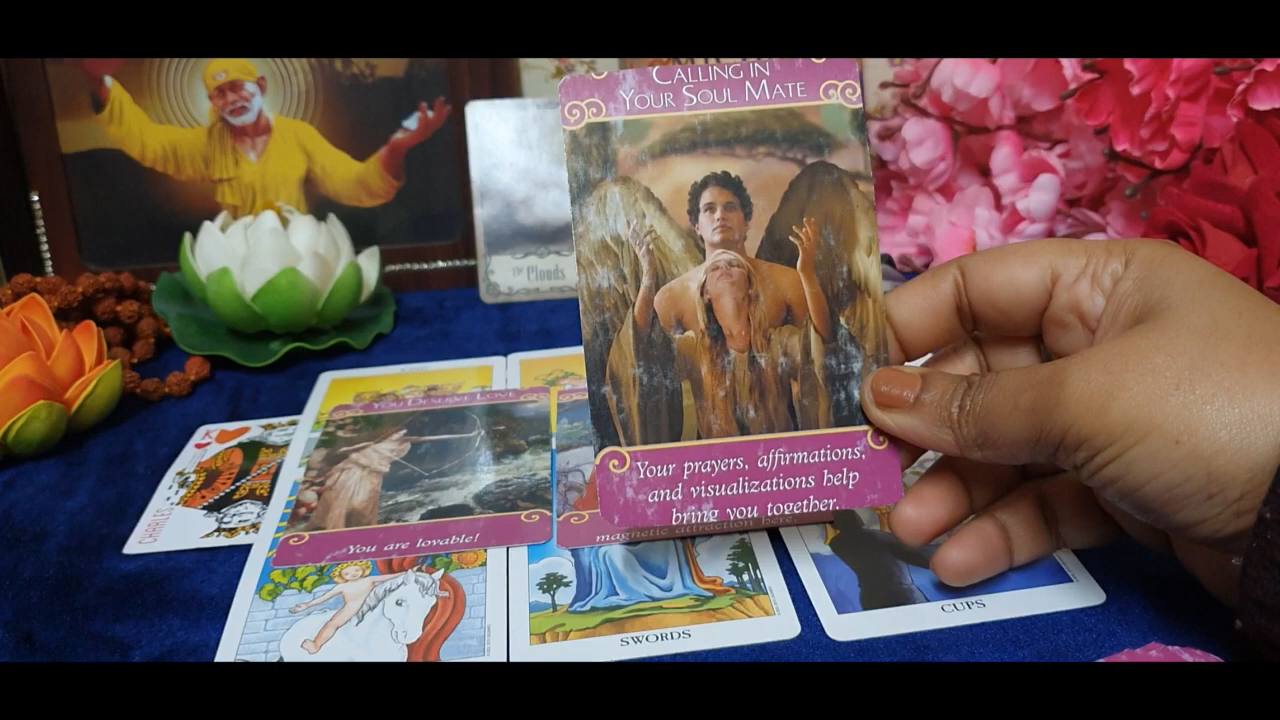 CALLING IN
YOUR SOUL MATE
The Clouds
YOU DESERVE LOVE
Your prayers, affirmations,
and visualizations help
bring you together.
magnetic attraction here.
You are lovable!
K
CHARLES
SWORDS
CUPS